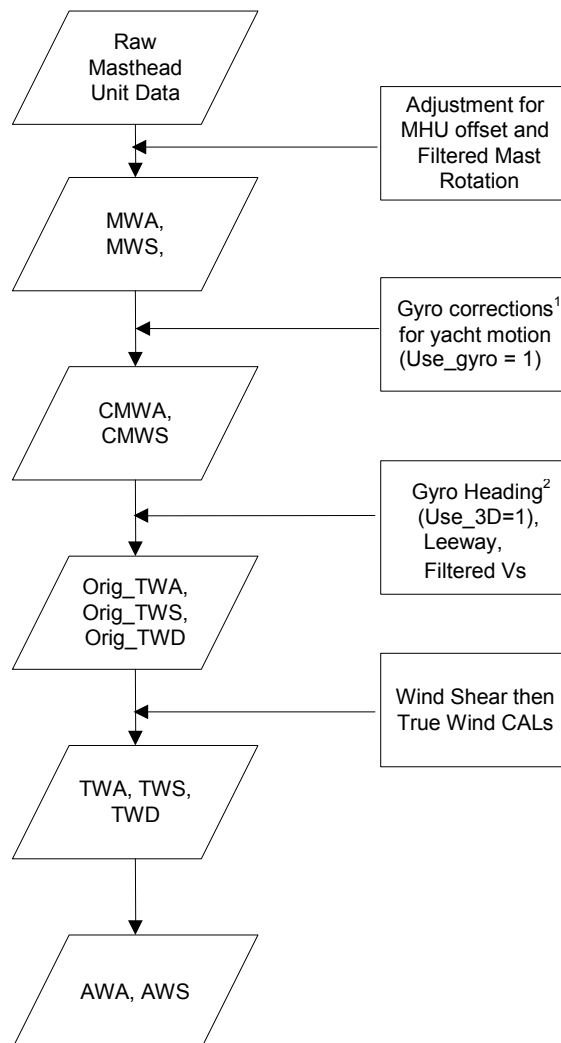 Raw
Masthead
Unit Data
Adjustment for
MHU offset and
Filtered Mast
Rotation
MWA,
MWS,
Gyro corrections¹
for yacht motion
(Use_gyro = 1)
CMWA,
CMWS
Gyro Heading²
(Use_3D=1),
Leeway,
Filtered Vs
Orig_TWA,
Orig_TWS,
Orig_TWD
Wind Shear then
True Wind CALs
TWA, TWS,
TWD
AWA, AWS